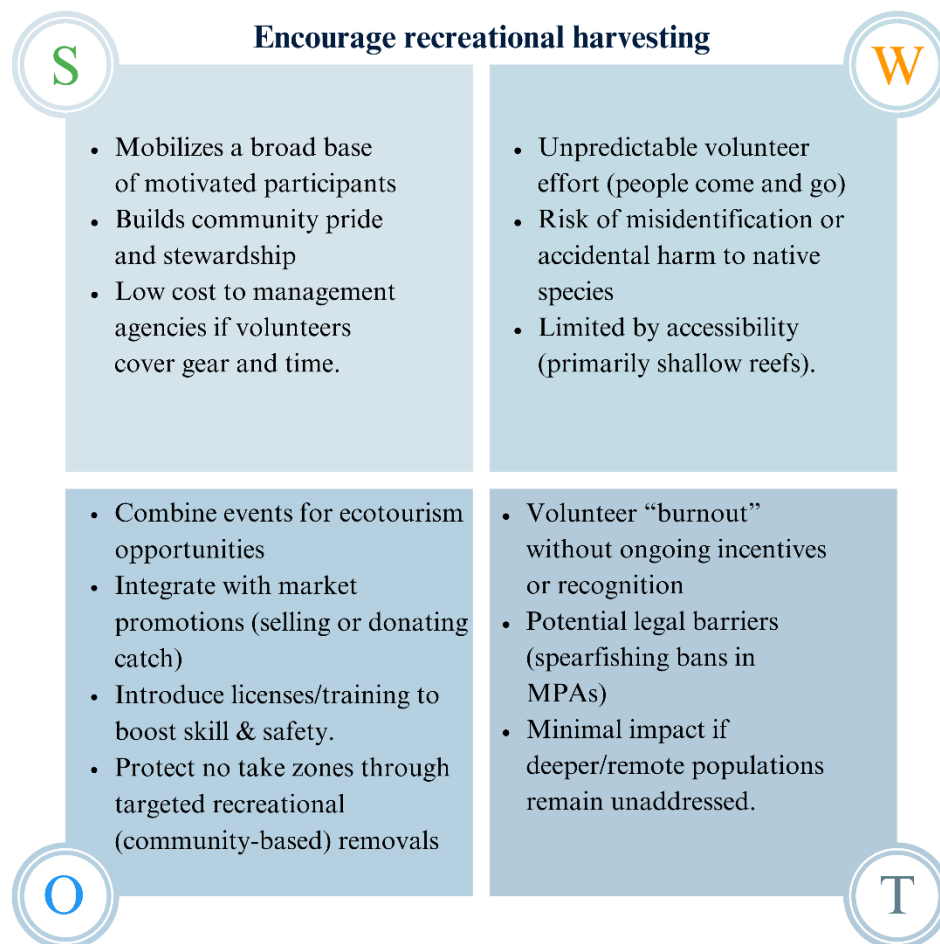 S
Encourage recreational harvesting
W
• Mobilizes a broad base
of motivated participants
• Builds community pride
and stewardship
• Low cost to management
agencies if volunteers
cover gear and time.
• Unpredictable volunteer
effort (people come and go)
• Risk of misidentification or
accidental harm to native
species
• Limited by accessibility
(primarily shallow reefs).
• Combine events for ecotourism
opportunities
• Integrate with market
promotions (selling or donating
catch)
• Introduce licenses/training to
boost skill & safety.
• Protect no take zones through
targeted recreational
(community-based) removals
• Volunteer “burnout”
without ongoing incentives
or recognition
• Potential legal barriers
(spearfishing bans in
MPAs)
• Minimal impact if
deeper/remote populations
remain unaddressed.
O
T